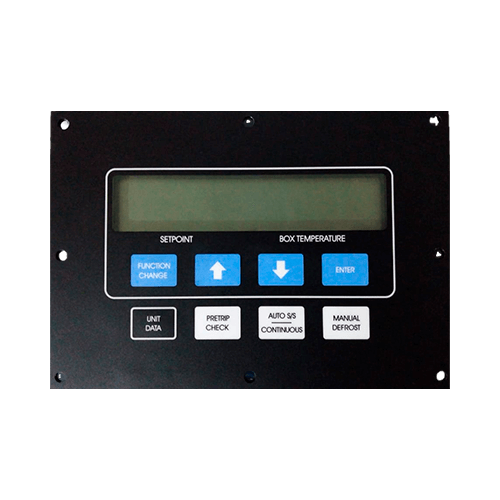 SETPOINT BOX TEMPERATURE
FUNCTION
CHANGE
ENTER
UNIT
DATA
PRETRIP
CHECK
AUTO S/S
CONTINUOUS
MANUAL
DEFROST